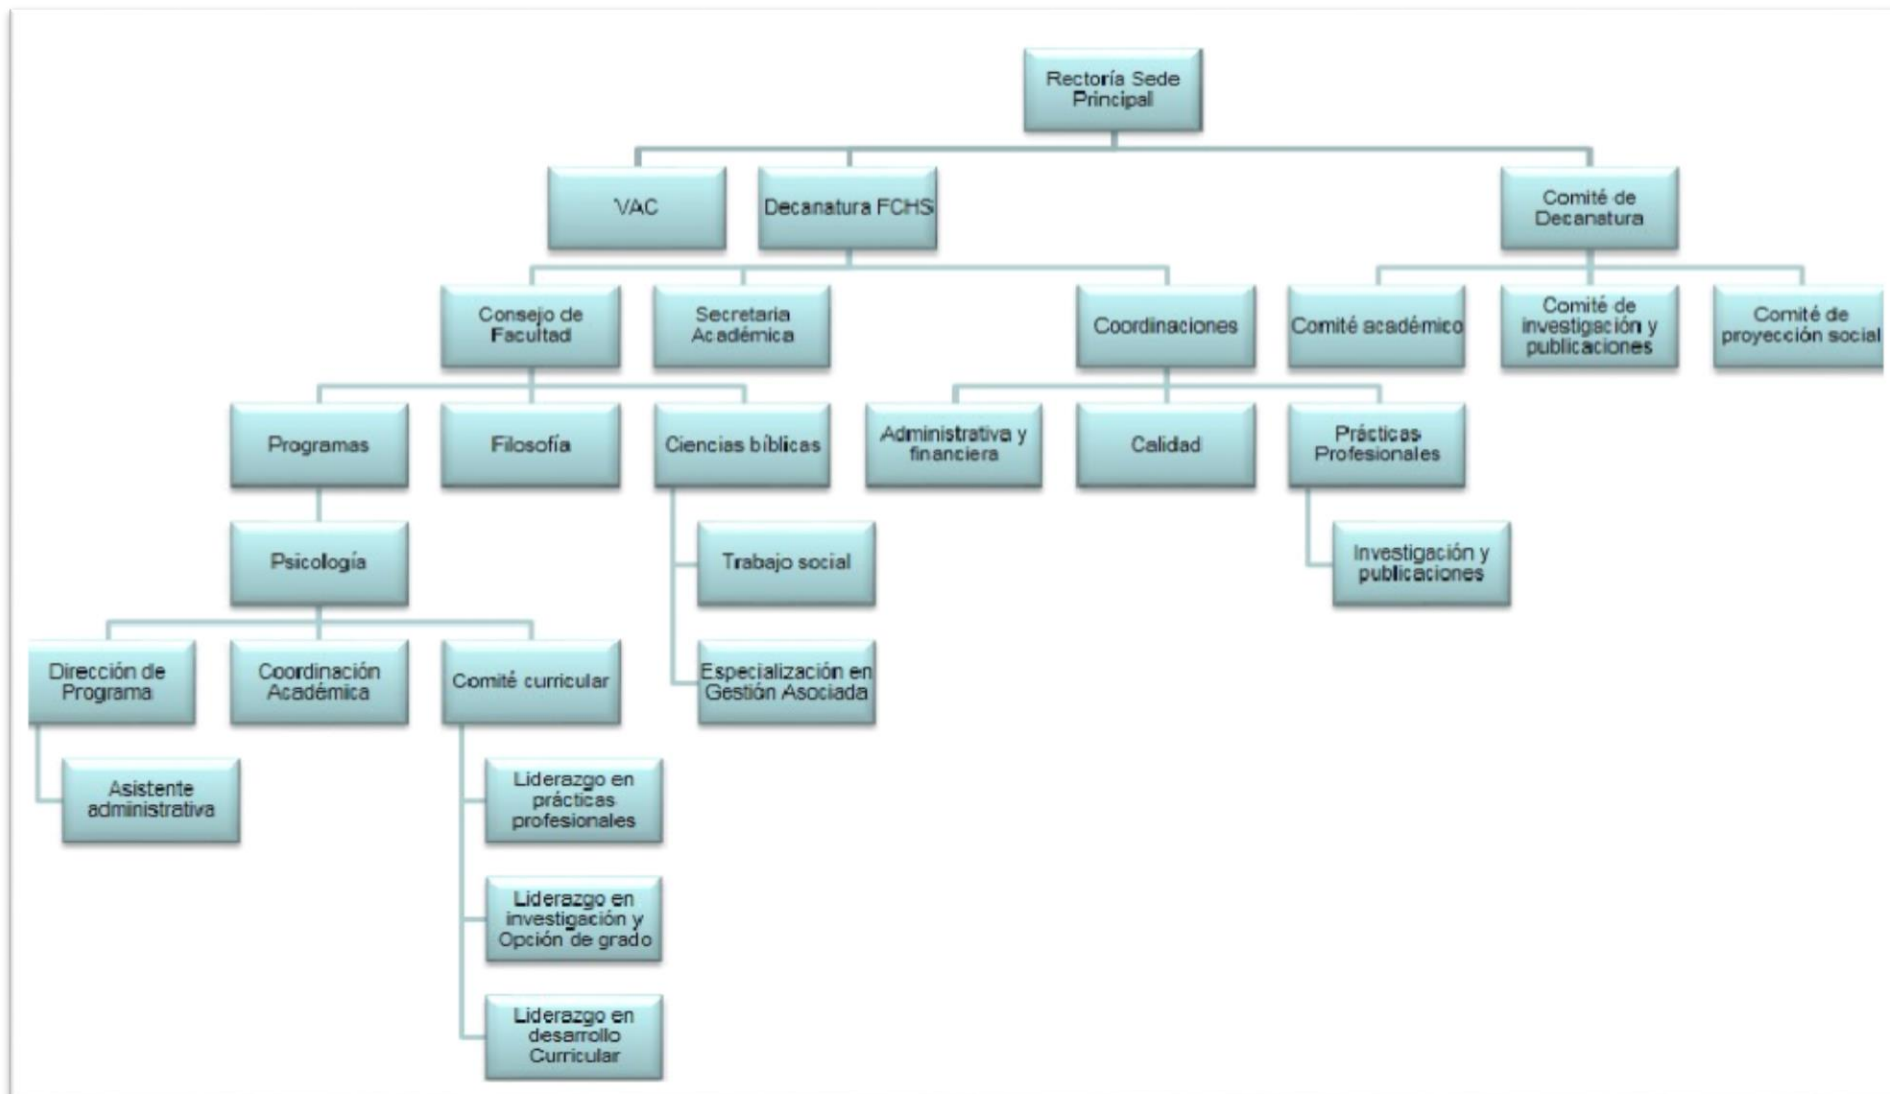 Rectoría Sede
Principal
VAC
Decanatura FCHS
Comité de
Decanatura
Consejo de
Facultad
Secretaria
Académica
Coordinaciones
Comité académico
Comité de
investigación y
publicaciones
Comité de
proyección social
Programas
Filosofía
Ciencias bíblicas
Administrativa y
financiera
Calidad
Prácticas
Profesionales
Psicología
Trabajo social
Investigación y
publicaciones
Dirección de
Programa
Coordinación
Académica
Comité curricular
Especialización en
Gestión Asociada
Asistente
administrativa
Liderazgo en
prácticas
profesionales
Liderazgo en
investigación y
Opción de grado
Liderazgo en
desarrollo
Curricular